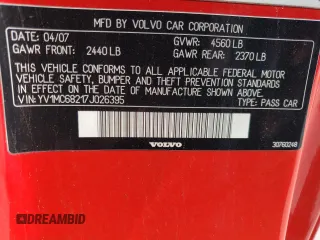 MFD BY VOLVO CAR CORPORATION
DATE 04/07 GVWR: 4560 LB
GAWR FRONT: 2440 LB GAWR REAR: 2370 LB
THIS VEHICLE CONFORMS TO ALL APPLICABLE FEDERAL MOTOR
VEHICLE SAFETY, BUMPER, AND THEFT PREVENTION STANDARDS
IN EFFECT ON THE DATE OF MANUFACTURE SHOWN ABOVE
VIN: YV1MC68217J026395 TYPE: PASS CAR
VOLVO
30760248
DREAMBID